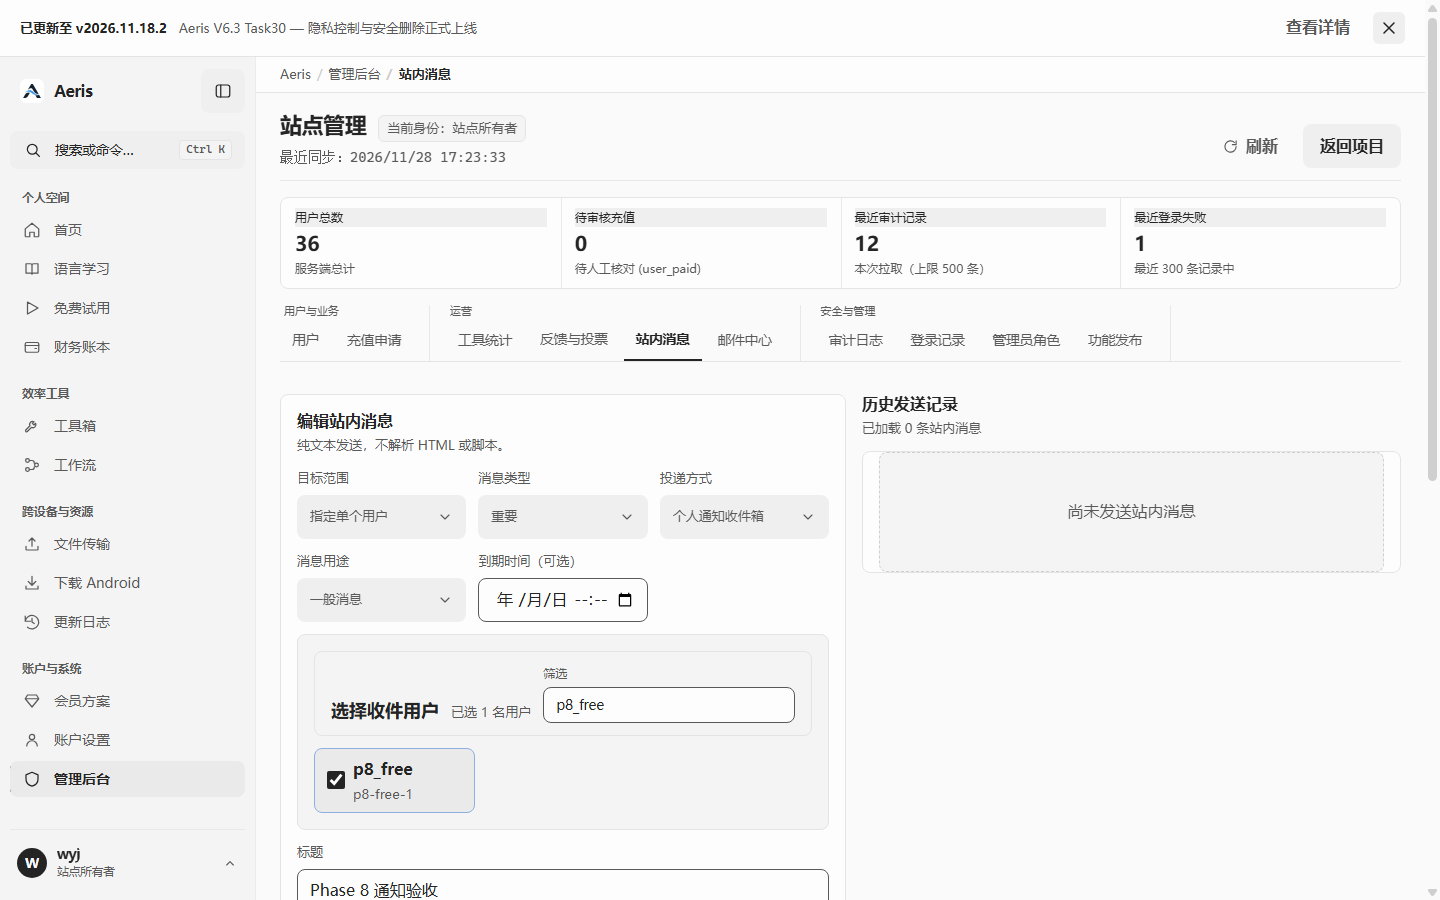 已更新至 v2026.11.18.2 Aeris V6.3 Task30 — 隐私控制与安全删除正式上线
查看详情
Aeris
搜索或命令... Ctrl K
个人空间
首页
语言学习
免费试用
财务账本
效率工具
工具箱
工作流
跨设备与资源
文件传输
下载 Android
更新日志
账户与系统
会员方案
账户设置
管理后台
W
wyj
站点所有者
Aeris / 管理后台 / 站内消息
站点管理 当前身份：站点所有者
最近同步：2026/11/28 17:23:33
刷新
返回项目
用户总数
36
服务端总计
待审核充值
0
待人工核对 (user_paid)
最近审计记录
12
本次拉取（上限 500 条）
最近登录失败
1
最近 300 条记录中
用户与业务
用户 充值申请
运营
工具统计 反馈与投票 站内消息 邮件中心
安全与管理
审计日志 登录记录 管理员角色 功能发布
编辑站内消息
纯文本发送，不解析 HTML 或脚本。
目标范围
指定单个用户
消息类型
重要
投递方式
个人通知收件箱
消息用途
一般消息
到期时间（可选）
年 /月/日 --:--
选择收件用户 已选 1 名用户
筛选
p8_free
p8_free
p8-free-1
标题
Phase 8 通知验收
历史发送记录
已加载 0 条站内消息
尚未发送站内消息